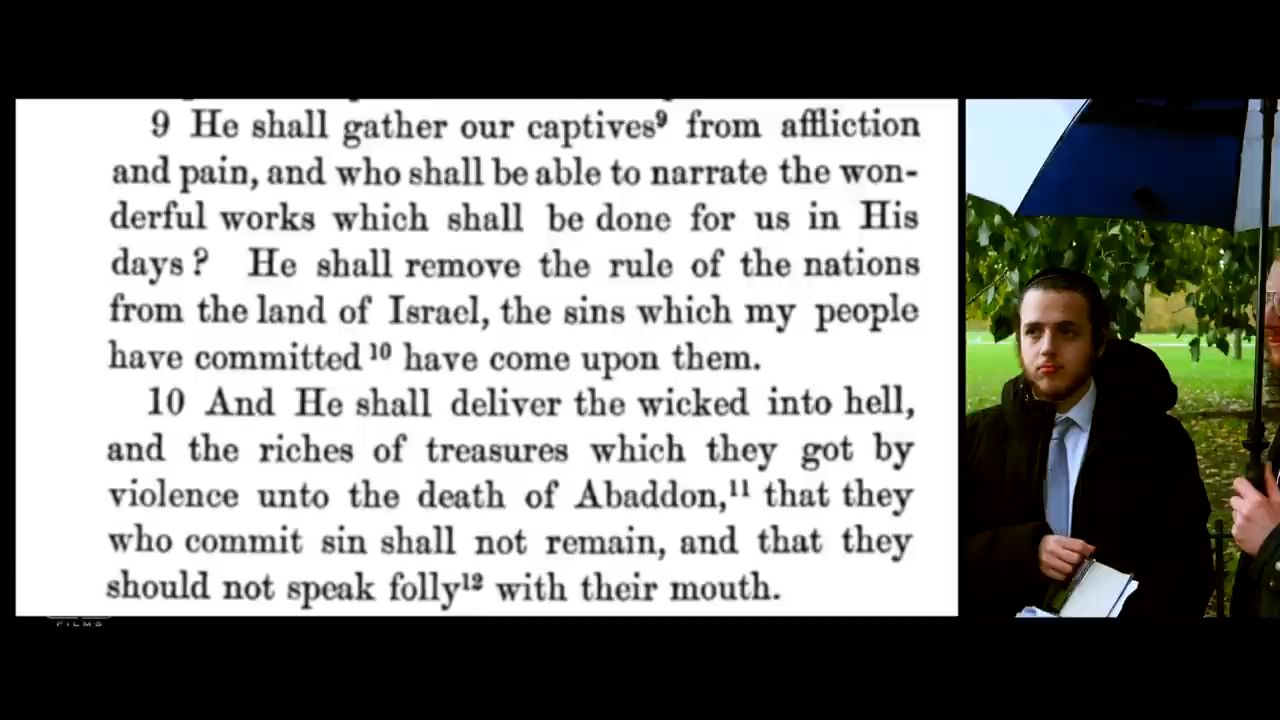 9 He shall gather our captives⁹ from affliction
and pain, and who shall be able to narrate the won-
derful works which shall be done for us in His
days? He shall remove the rule of the nations
from the land of Israel, the sins which my people
have committed¹⁰ have come upon them.
10 And He shall deliver the wicked into hell,
and the riches of treasures which they got by
violence unto the death of Abaddon,¹¹ that they
who commit sin shall not remain, and that they
should not speak folly¹² with their mouth.
FILMS